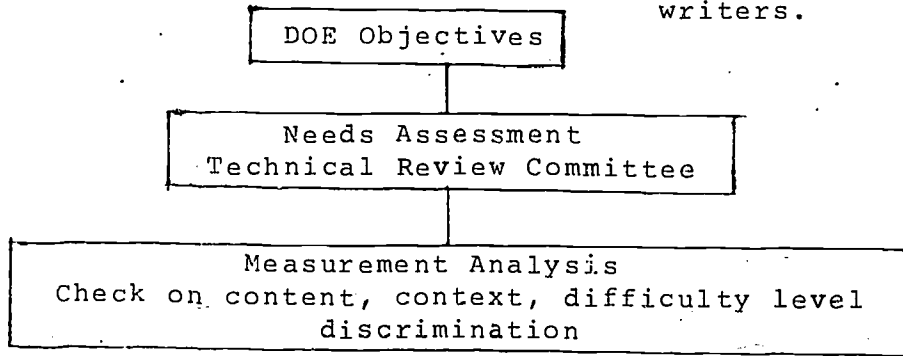 writers.
DOE Objectives
Needs Assessment
Technical Review Committee
Measurement Analysis
Check on content, context, difficulty level
discrimination